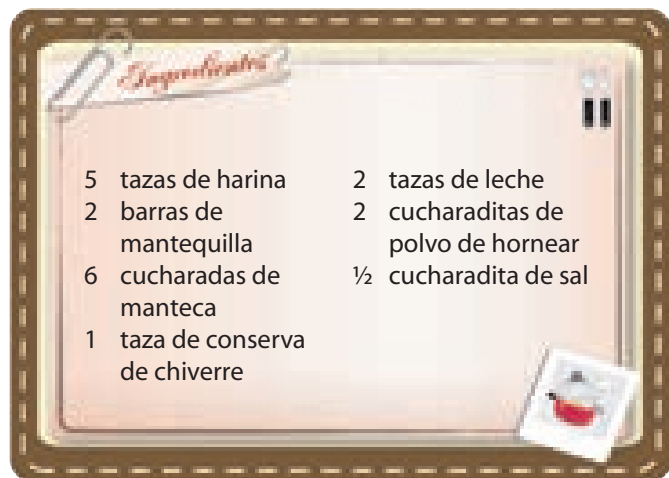 Ingredientes
5 tazas de harina
2 barras de
mantequilla
6 cucharadas de
manteca
1 taza de conserva
de chiverre
2 tazas de leche
2 cucharaditas de
polvo de hornear
½ cucharadita de sal